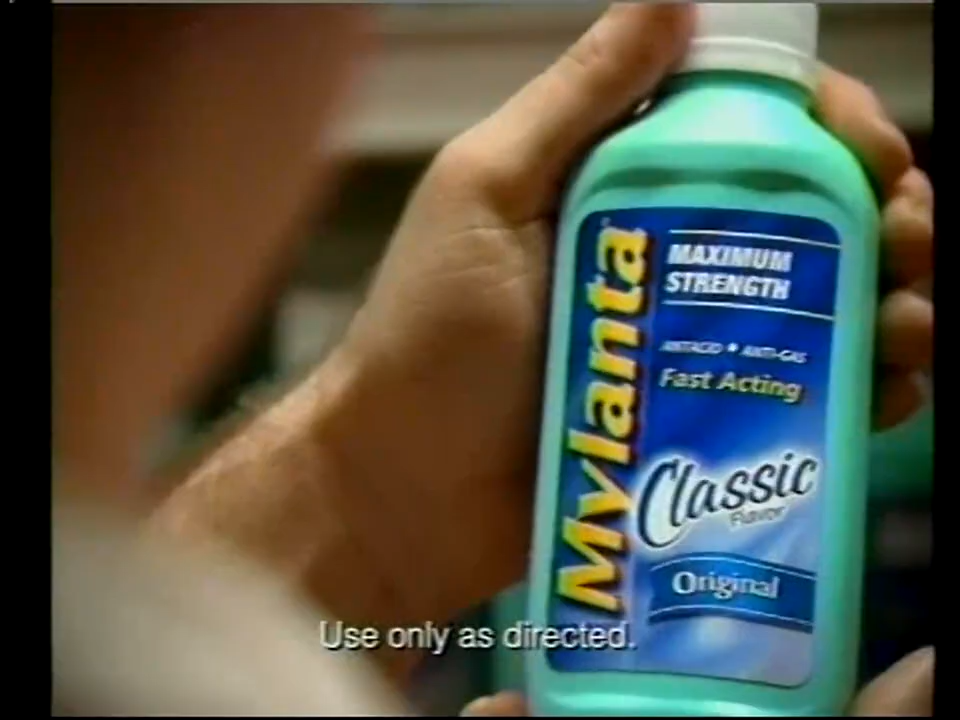 Mylanta
MAXIMUM
STRENGTH
ANTACID • ANTI-GAS
Fast Acting
Classic
Flavor
Original
Use only as directed.